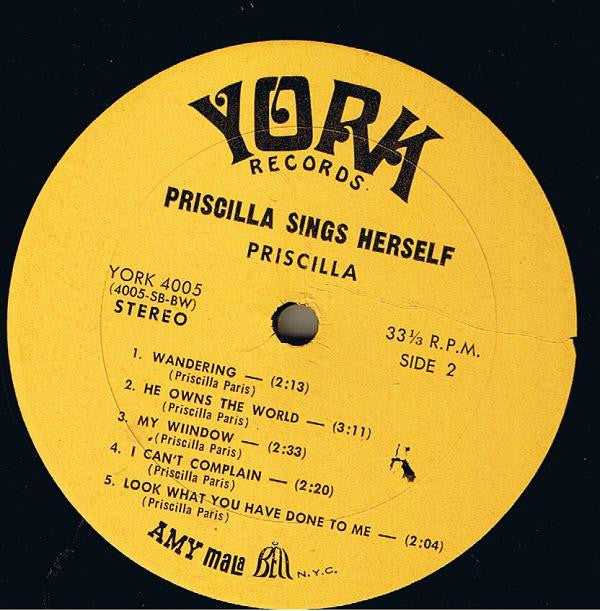 YORK
RECORDS
PRISCILLA SINGS HERSELF
PRISCILLA
YORK 4005
(4005-SB-BW)
STEREO
33⅓ R.P.M.
SIDE 2
1. WANDERING — (2:13)
(Priscilla Paris)
2. HE OWNS THE WORLD — (3:11)
(Priscilla Paris)
3. MY WIINDOW — (2:33)
(Priscilla Paris)
4. I CAN'T COMPLAIN — (2:20)
(Priscilla Paris)
5. LOOK WHAT YOU HAVE DONE TO ME — (2:04)
(Priscilla Paris)
AMY mala BELL N.Y.C.